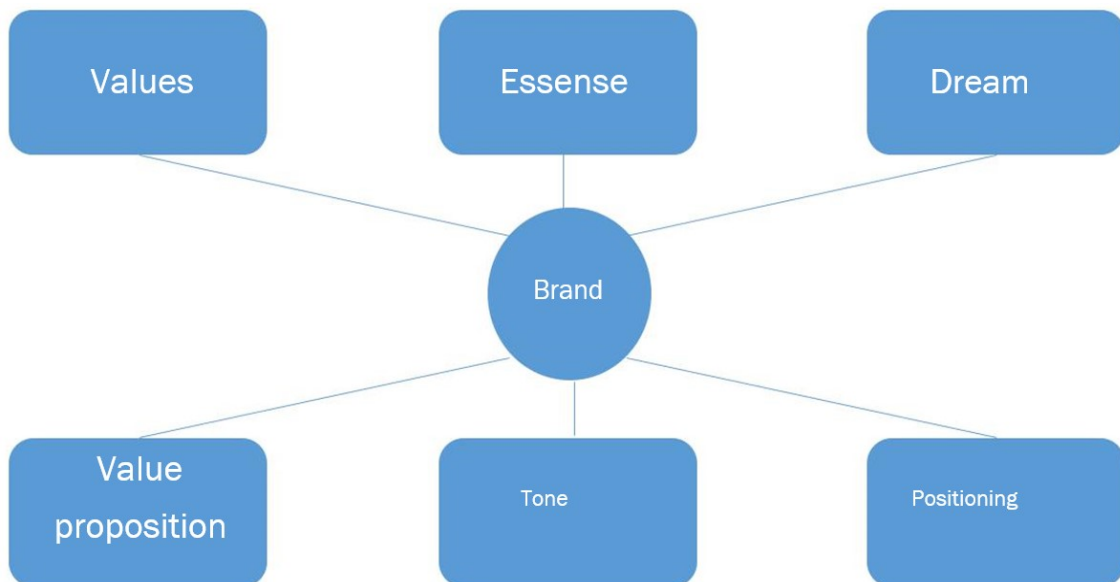 Values
Essense
Dream
Brand
Value
proposition
Tone
Positioning